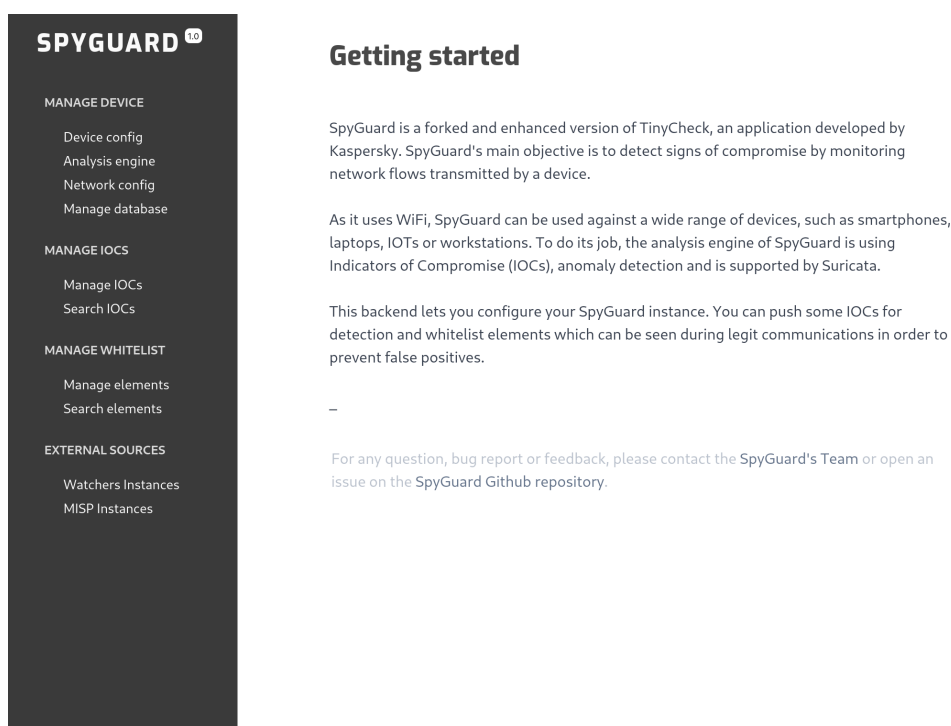 SPYGUARD 1.0
MANAGE DEVICE
Device config
Analysis engine
Network config
Manage database
MANAGE IOCS
Manage IOCs
Search IOCs
MANAGE WHITELIST
Manage elements
Search elements
EXTERNAL SOURCES
Watchers Instances
MISP Instances
Getting started
SpyGuard is a forked and enhanced version of TinyCheck, an application developed by
Kaspersky. SpyGuard's main objective is to detect signs of compromise by monitoring
network flows transmitted by a device.
As it uses WiFi, SpyGuard can be used against a wide range of devices, such as smartphones,
laptops, IOTs or workstations. To do its job, the analysis engine of SpyGuard is using
Indicators of Compromise (IOCs), anomaly detection and is supported by Suricata.
This backend lets you configure your SpyGuard instance. You can push some IOCs for
detection and whitelist elements which can be seen during legit communications in order to
prevent false positives.
–
For any question, bug report or feedback, please contact the SpyGuard's Team or open an
issue on the SpyGuard Github repository.